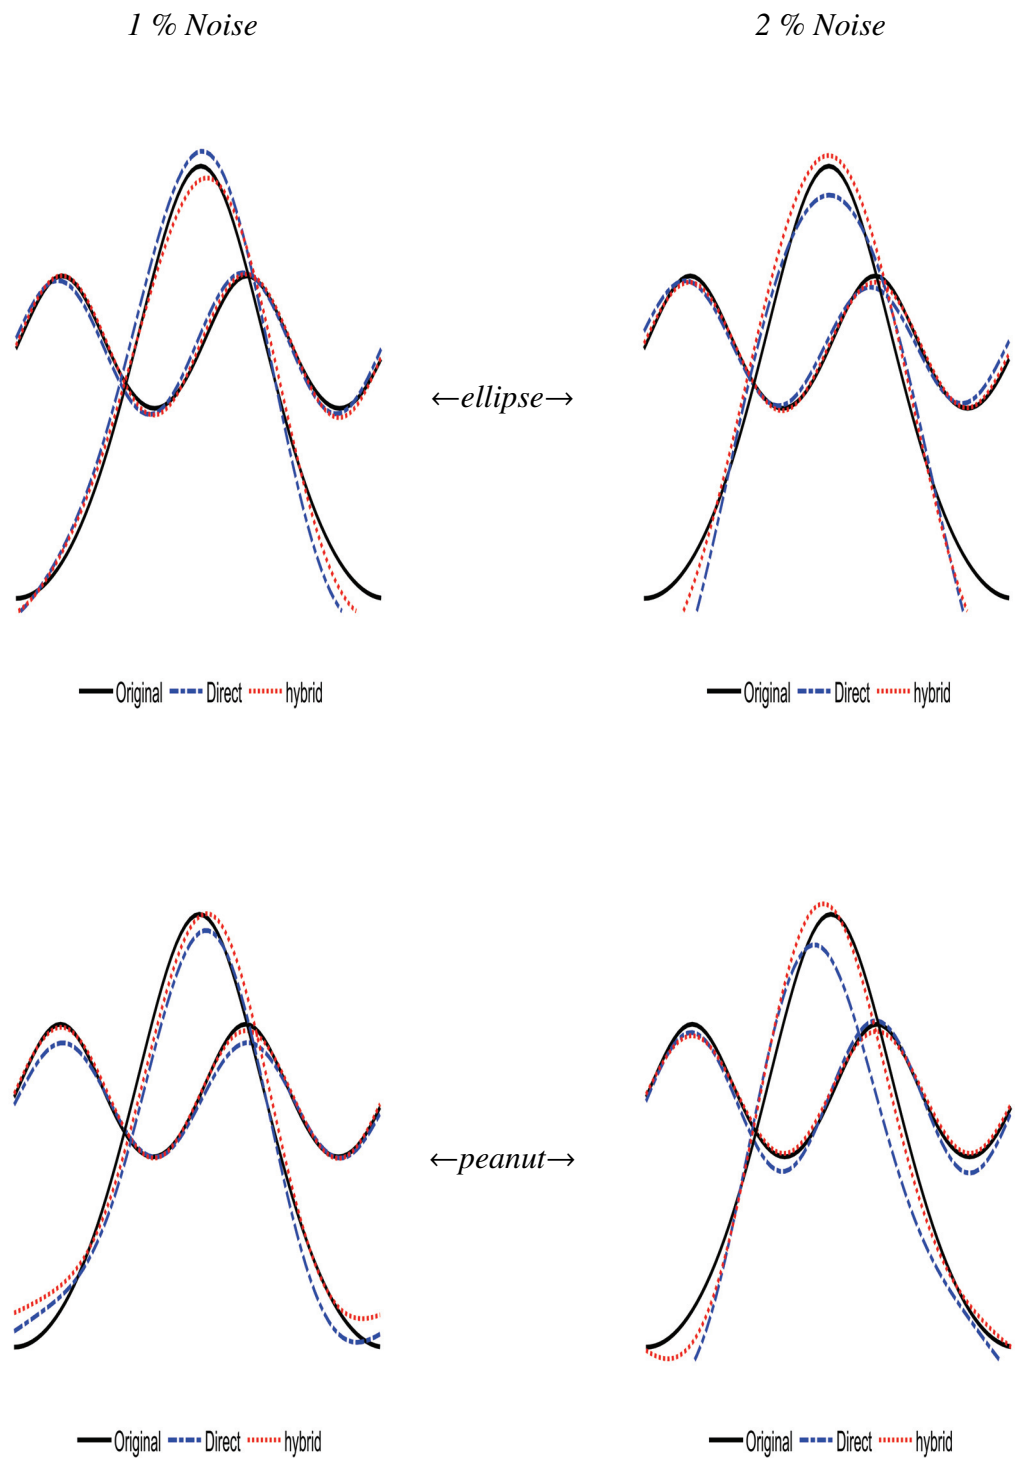 1 % Noise
2 % Noise
←ellipse→
Original Direct hybrid
Original Direct hybrid
←peanut→
Original Direct hybrid
Original Direct hybrid